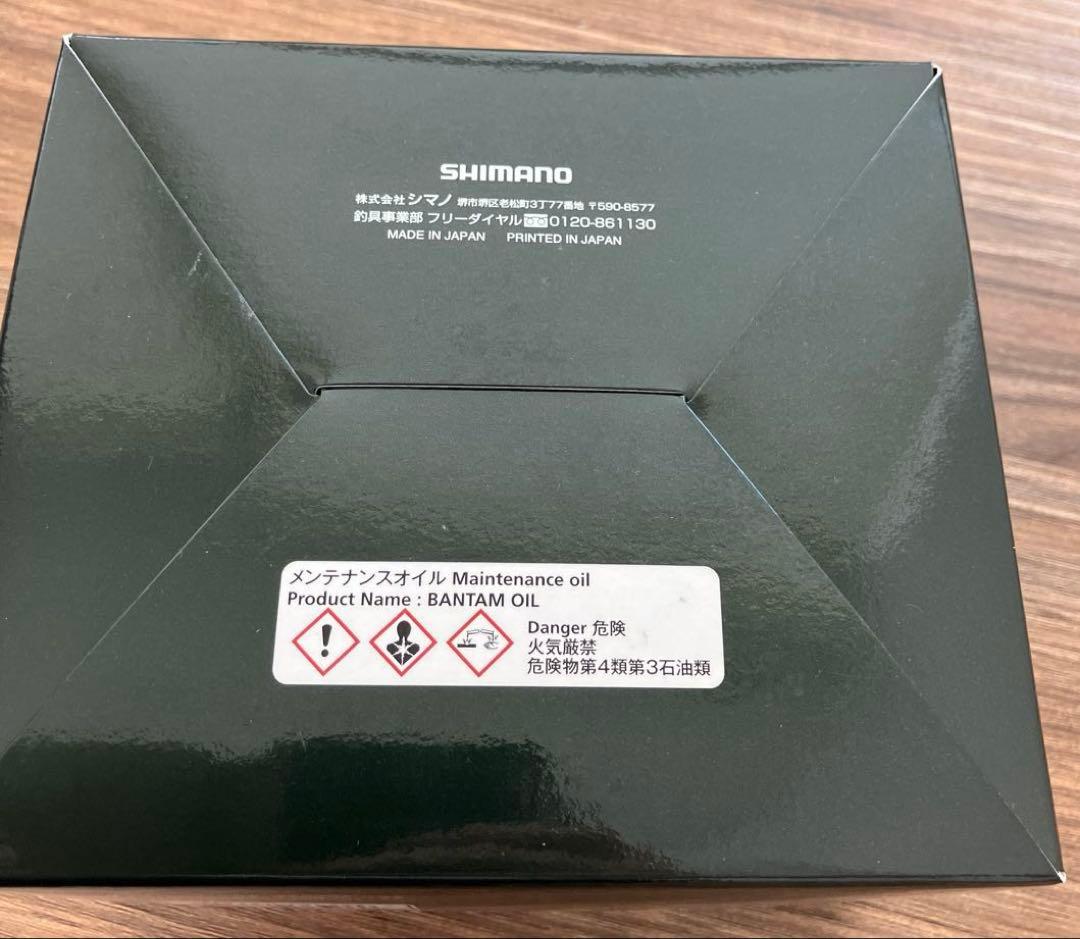 SHIMANO
株式会社シマノ 堺市堺区老松町3丁77番地 〒590-8577
釣具事業部 フリーダイヤル 0120-861130
MADE IN JAPAN PRINTED IN JAPAN
メンテナンスオイル Maintenance oil
Product Name : BANTAM OIL
Danger 危険
火気厳禁
危険物第4類第3石油類